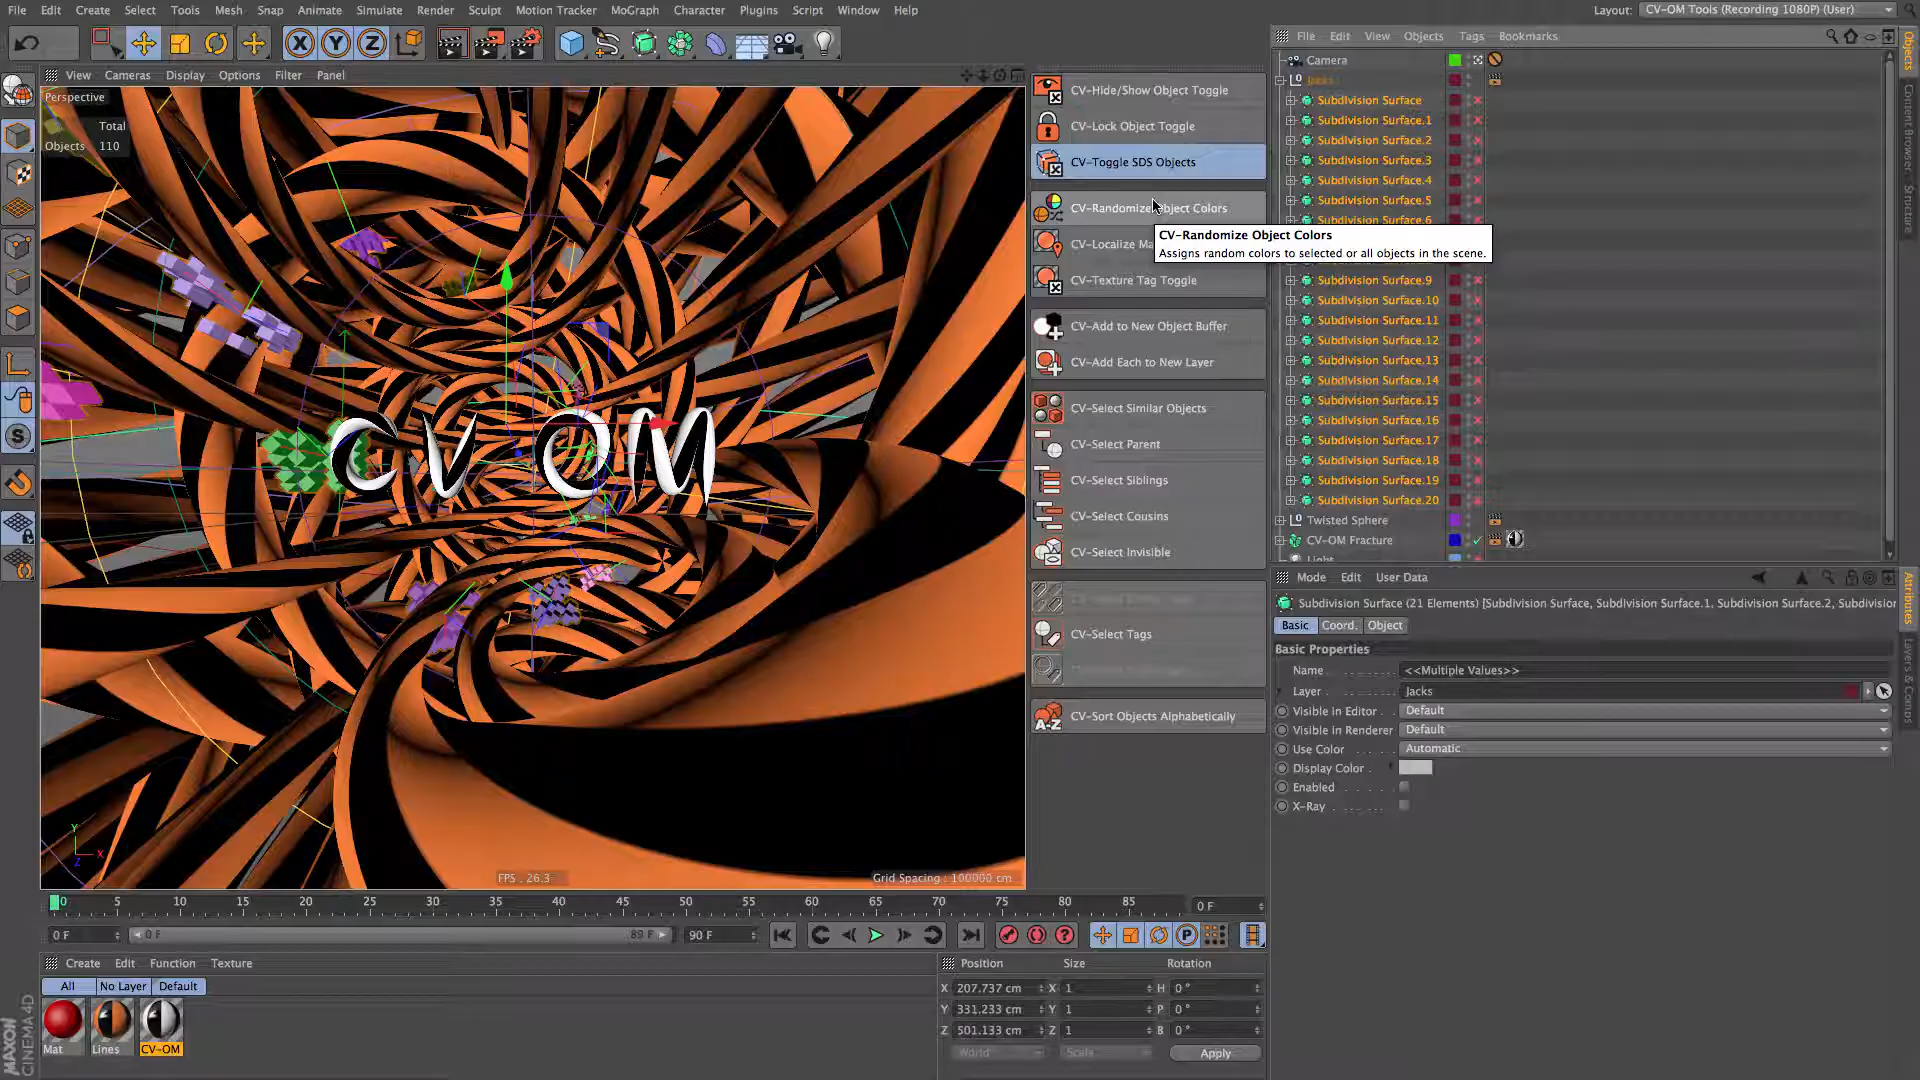 File Edit Create Select Tools Mesh Snap Animate Simulate Render Sculpt Motion Tracker MoGraph Character Plugins Script Window Help
Layout: CV-OM Tools (Recording 1080P) (User)
X Y Z
File Edit View Objects Tags Bookmarks
View Cameras Display Options Filter Panel
Perspective
Total
Objects 110
CV OM
FPS : 26.3
Grid Spacing : 100000 cm
Y
X
Z
CV-Hide/Show Object Toggle
CV-Lock Object Toggle
CV-Toggle SDS Objects
CV-Randomize Object Colors
CV-Localize Ma
CV-Texture Tag Toggle
CV-Add to New Object Buffer
CV-Add Each to New Layer
CV-Select Similar Objects
CV-Select Parent
CV-Select Siblings
CV-Select Cousins
CV-Select Invisible
CV-Select Tags
CV-Sort Objects Alphabetically
CV-Randomize Object Colors
Assigns random colors to selected or all objects in the scene.
Camera
Jacks
Subdivision Surface
Subdivision Surface.1
Subdivision Surface.2
Subdivision Surface.3
Subdivision Surface.4
Subdivision Surface.5
Subdivision Surface.6
Subdivision Surface.9
Subdivision Surface.10
Subdivision Surface.11
Subdivision Surface.12
Subdivision Surface.13
Subdivision Surface.14
Subdivision Surface.15
Subdivision Surface.16
Subdivision Surface.17
Subdivision Surface.18
Subdivision Surface.19
Subdivision Surface.20
Twisted Sphere
CV-OM Fracture
Light
Objects
Content Browser
Structure
Mode Edit User Data
Subdivision Surface (21 Elements) [Subdivision Surface, Subdivision Surface.1, Subdivision Surface.2, Subdivision
Basic Coord. Object
Basic Properties
Name <<Multiple Values>>
Layer Jacks
Visible in Editor Default
Visible in Renderer Default
Use Color Automatic
Display Color
Enabled
X-Ray
Attributes
Layers & Comps
0 5 10 15 20 25 30 35 40 45 50 55 60 65 70 75 80 85 0 F
0 F 0 F 89 F 90 F
Create Edit Function Texture
All No Layer Default
Mat Lines CV-OM
Position Size Rotation
X 207.737 cm X 1 H 0 °
Y 331.233 cm Y 1 P 0 °
Z 501.133 cm Z 1 B 0 °
World Scale Apply
MAXON
CINEMA4D